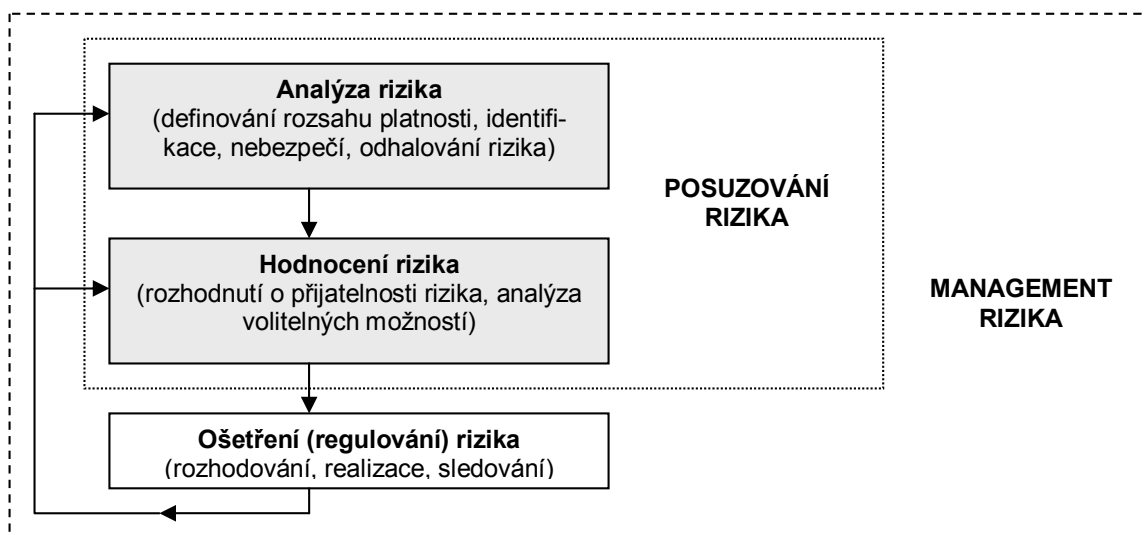 Analýza rizika
(definování rozsahu platnosti, identifi-
kace, nebezpečí, odhalování rizika)
POSUZOVÁNÍ
RIZIKA
Hodnocení rizika
(rozhodnutí o přijatelnosti rizika, analýza
volitelných možností)
MANAGEMENT
RIZIKA
Ošetření (regulování) rizika
(rozhodování, realizace, sledování)